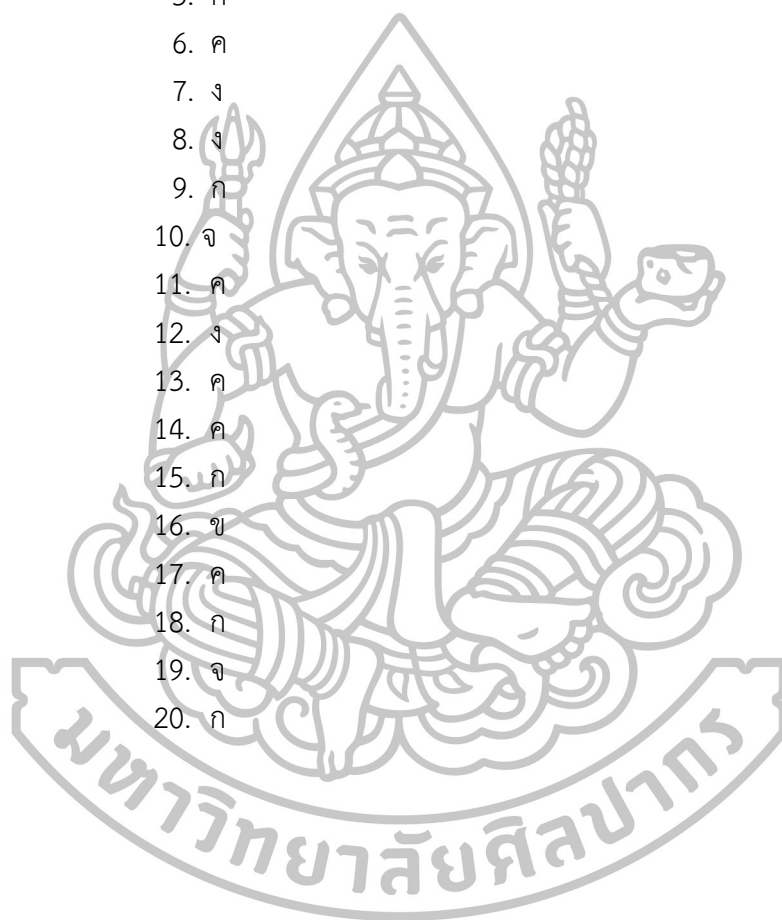 6. ค
7. ง
8. ง
9. ก
10. จ
11. ค
12. ง
13. ค
14. ค
15. ก
16. ข
17. ค
18. ก
19. จ
20. ก
มหาวิทยาลัยศิลปากร